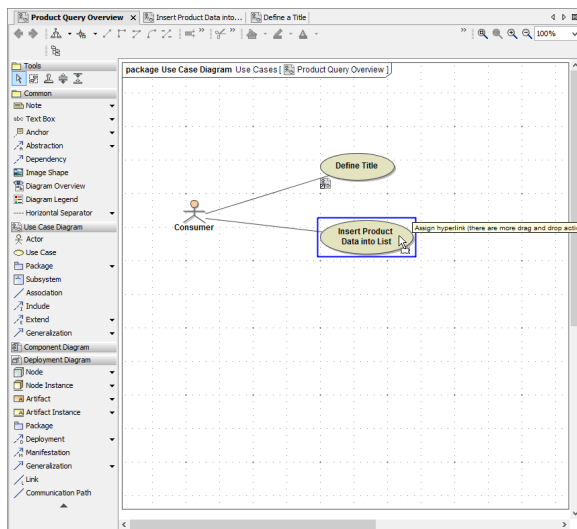 Product Query Overview
Insert Product Data into...
Define a Title
100%
Tools
Common
Note
Text Box
Anchor
Abstraction
Dependency
Image Shape
Diagram Overview
Diagram Legend
Horizontal Separator
Use Case Diagram
Actor
Use Case
Package
Subsystem
Association
Include
Extend
Generalization
Component Diagram
Deployment Diagram
Node
Node Instance
Artifact
Artifact Instance
Package
Deployment
Manifestation
Generalization
Link
Communication Path
package Use Case Diagram Use Cases [ Product Query Overview ]
Define Title
Consumer
Insert Product
Data into List
Assign hyperlink (there are more drag and drop acti